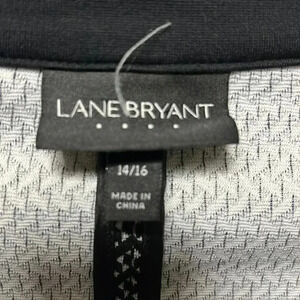 LANE BRYANT
14/16
MADE IN
CHINA